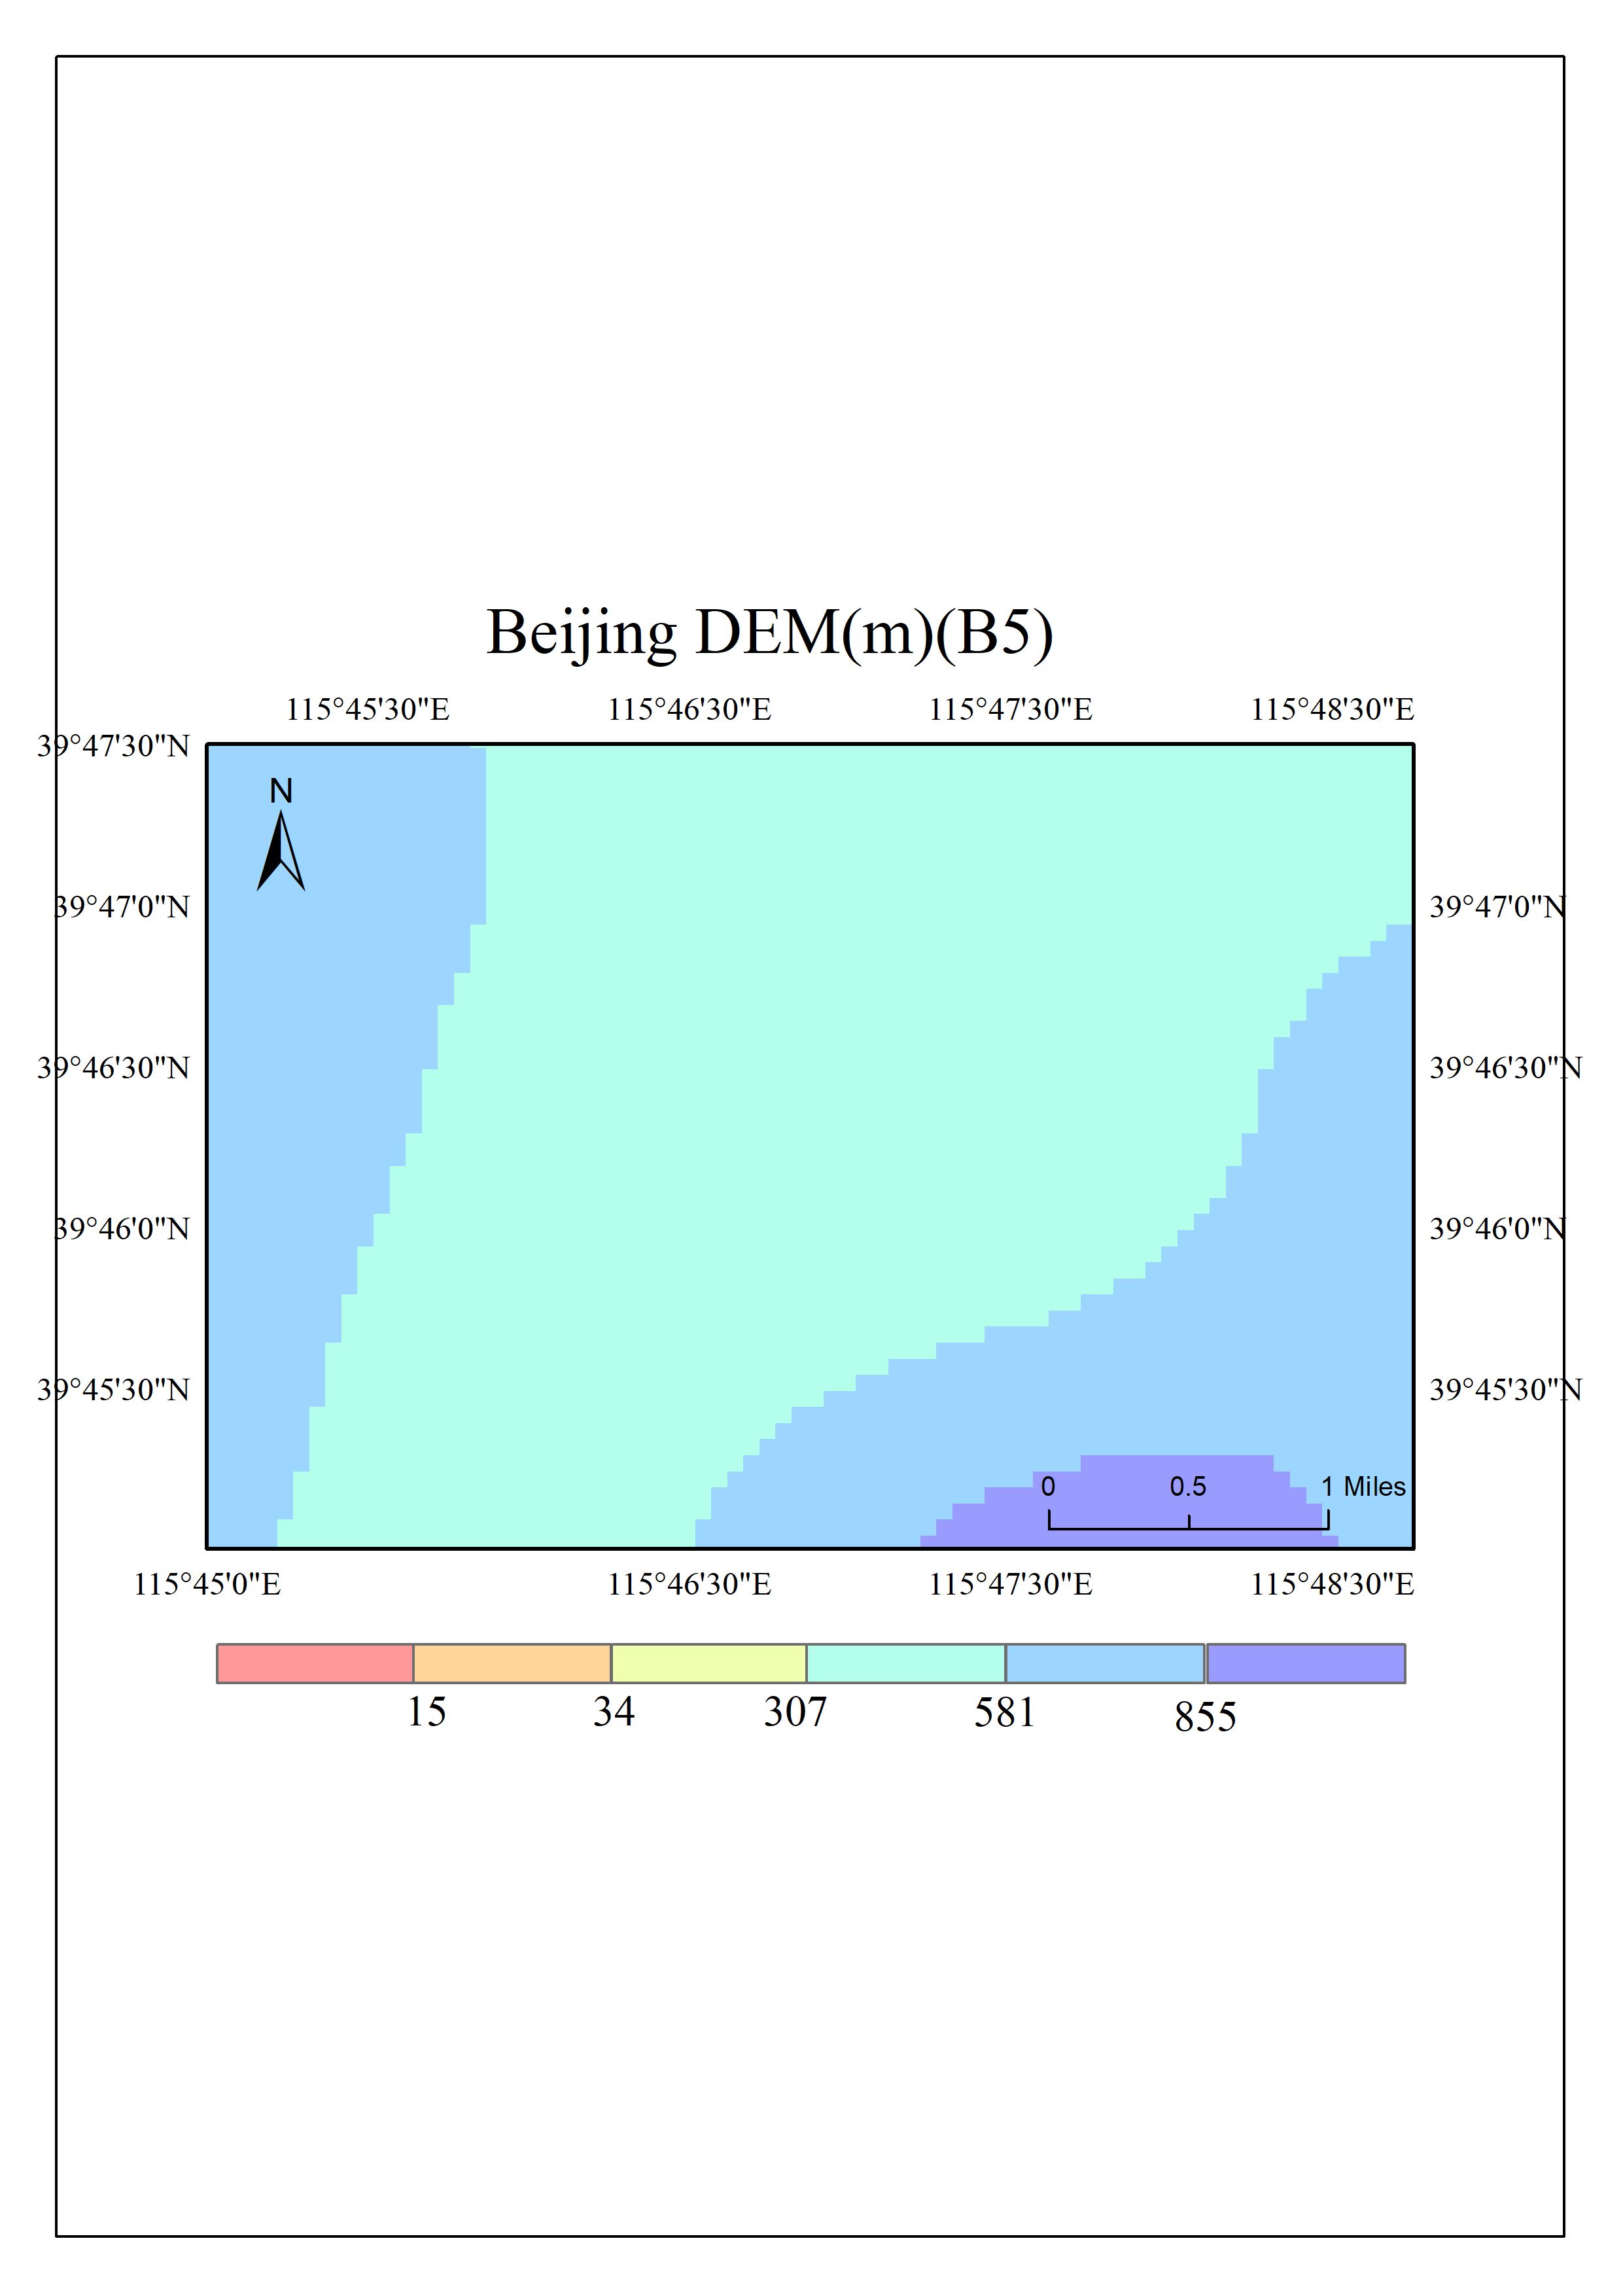 Beijing DEM(m)(B5)
115°45'30"E 115°46'30"E 115°47'30"E 115°48'30"E
39°47'30"N
N
39°47'0"N 39°47'0"N
39°46'30"N 39°46'30"N
39°46'0"N 39°46'0"N
39°45'30"N 39°45'30"N
0 0.5 1 Miles
115°45'0"E 115°46'30"E 115°47'30"E 115°48'30"E
15 34 307 581 855